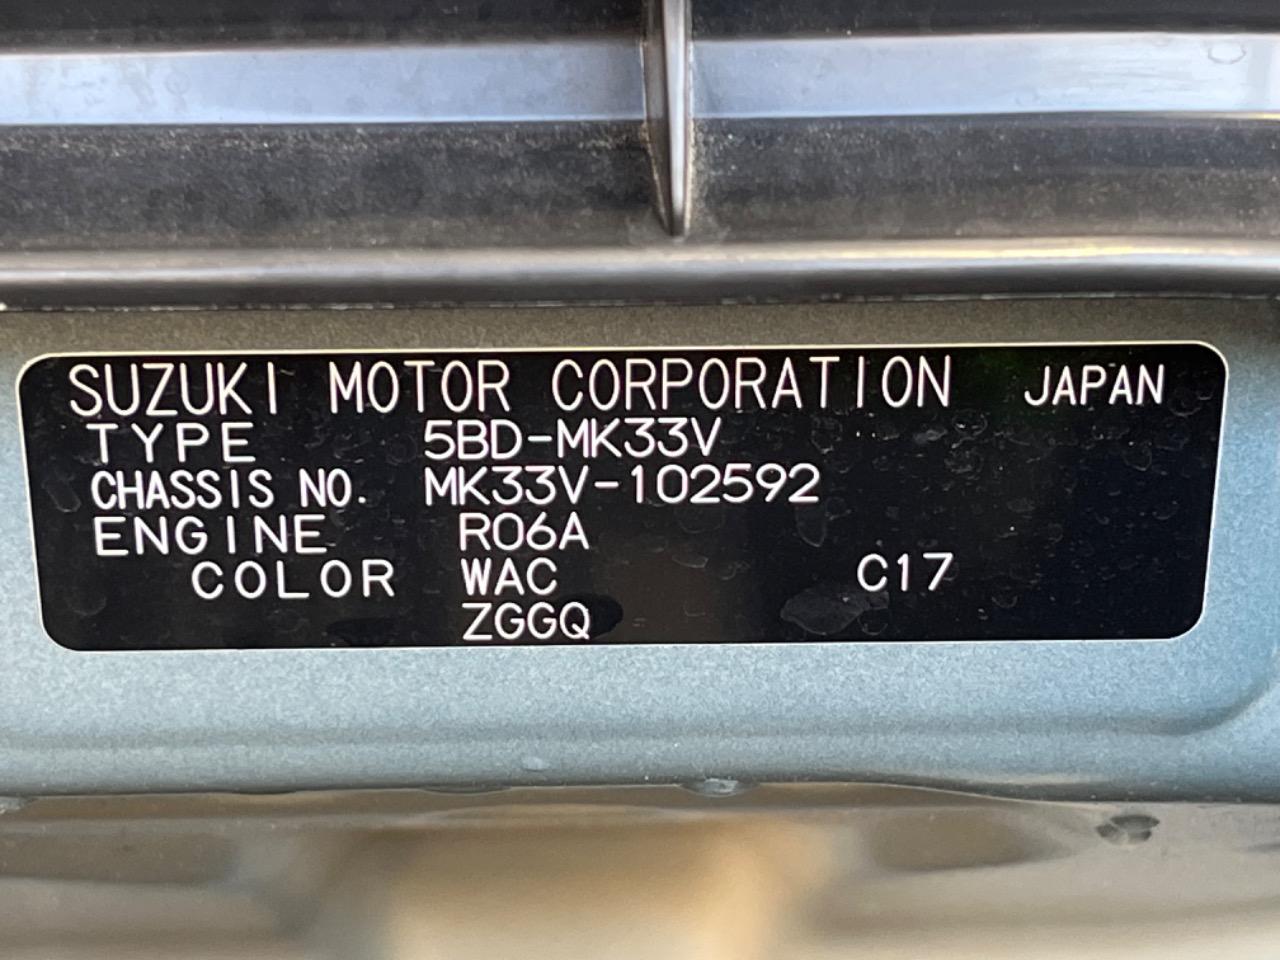 SUZUKI MOTOR CORPORATION JAPAN
TYPE 5BD-MK33V
CHASSIS NO. MK33V-102592
ENGINE R06A
COLOR WAC C17
ZGGQ